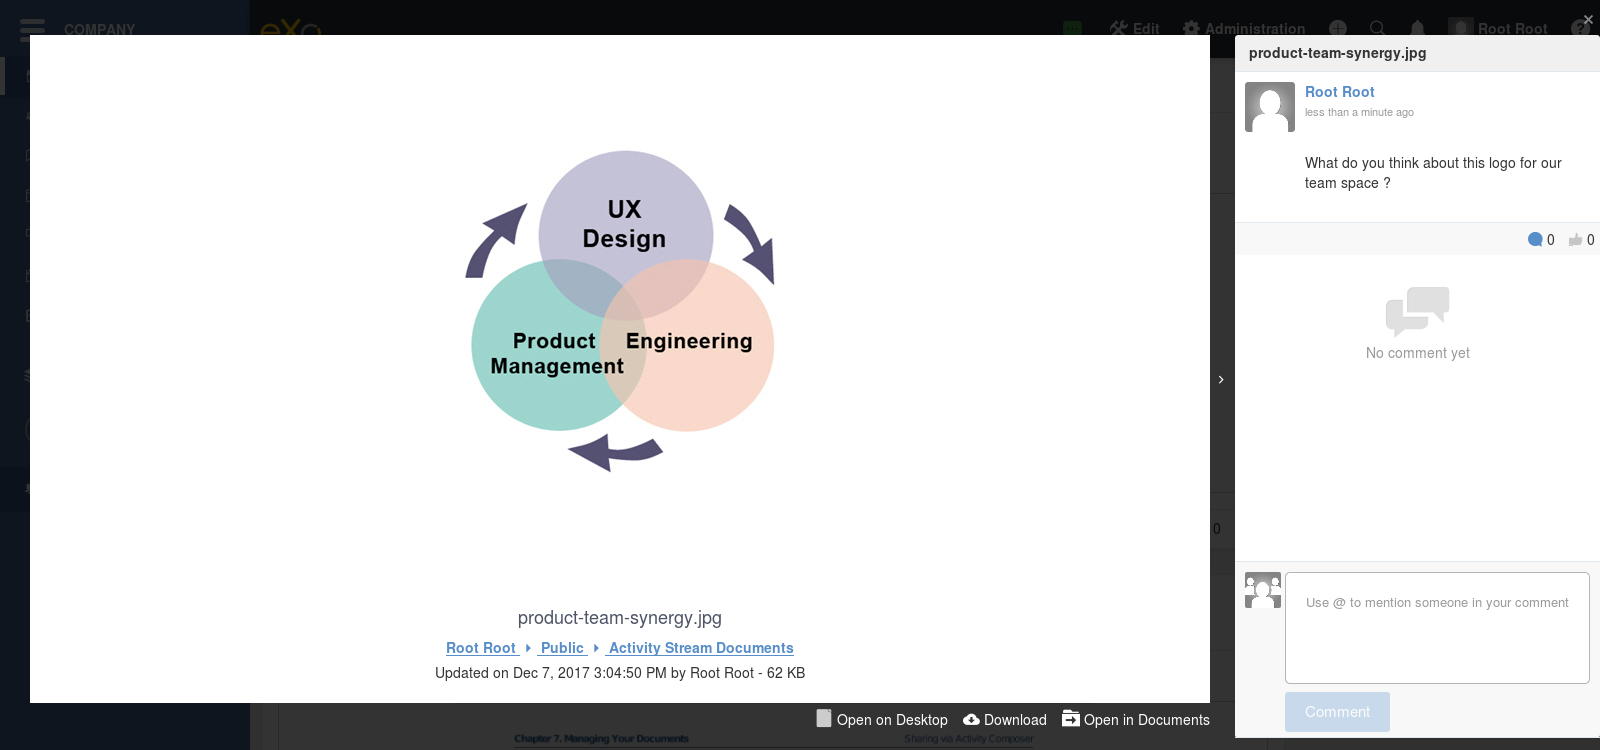 COMPANY
eXo
Edit
Administration
Root Root
product-team-synergy.jpg
Root Root
less than a minute ago
What do you think about this logo for our
team space ?
0
0
No comment yet
Use @ to mention someone in your comment
Comment
UX
Design
Product
Management
Engineering
0
product-team-synergy.jpg
Root Root Public Activity Stream Documents
Updated on Dec 7, 2017 3:04:50 PM by Root Root - 62 KB
Open on Desktop Download Open in Documents
Chapter 7. Managing Your Documents
Sharing via Activity Composer